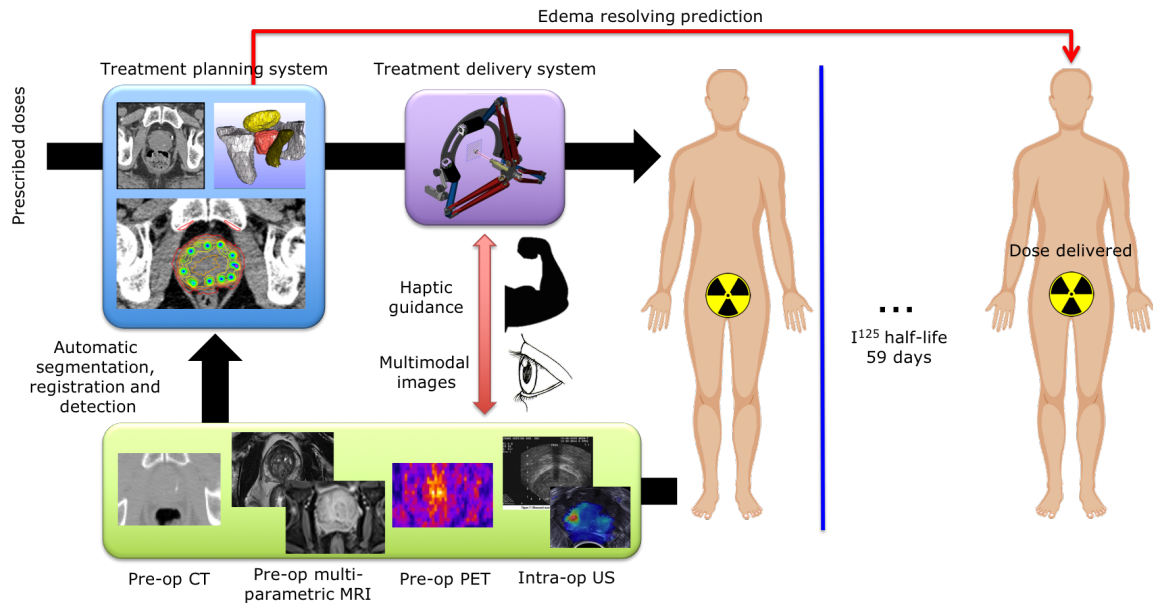 Edema resolving prediction
Treatment planning system
Treatment delivery system
Prescribed doses
Dose delivered
Haptic
guidance
...
I¹²⁵ half-life
59 days
Automatic
segmentation,
registration and
detection
Multimodal
images
Pre-op CT
Pre-op multi-
parametric MRI
Pre-op PET
Intra-op US